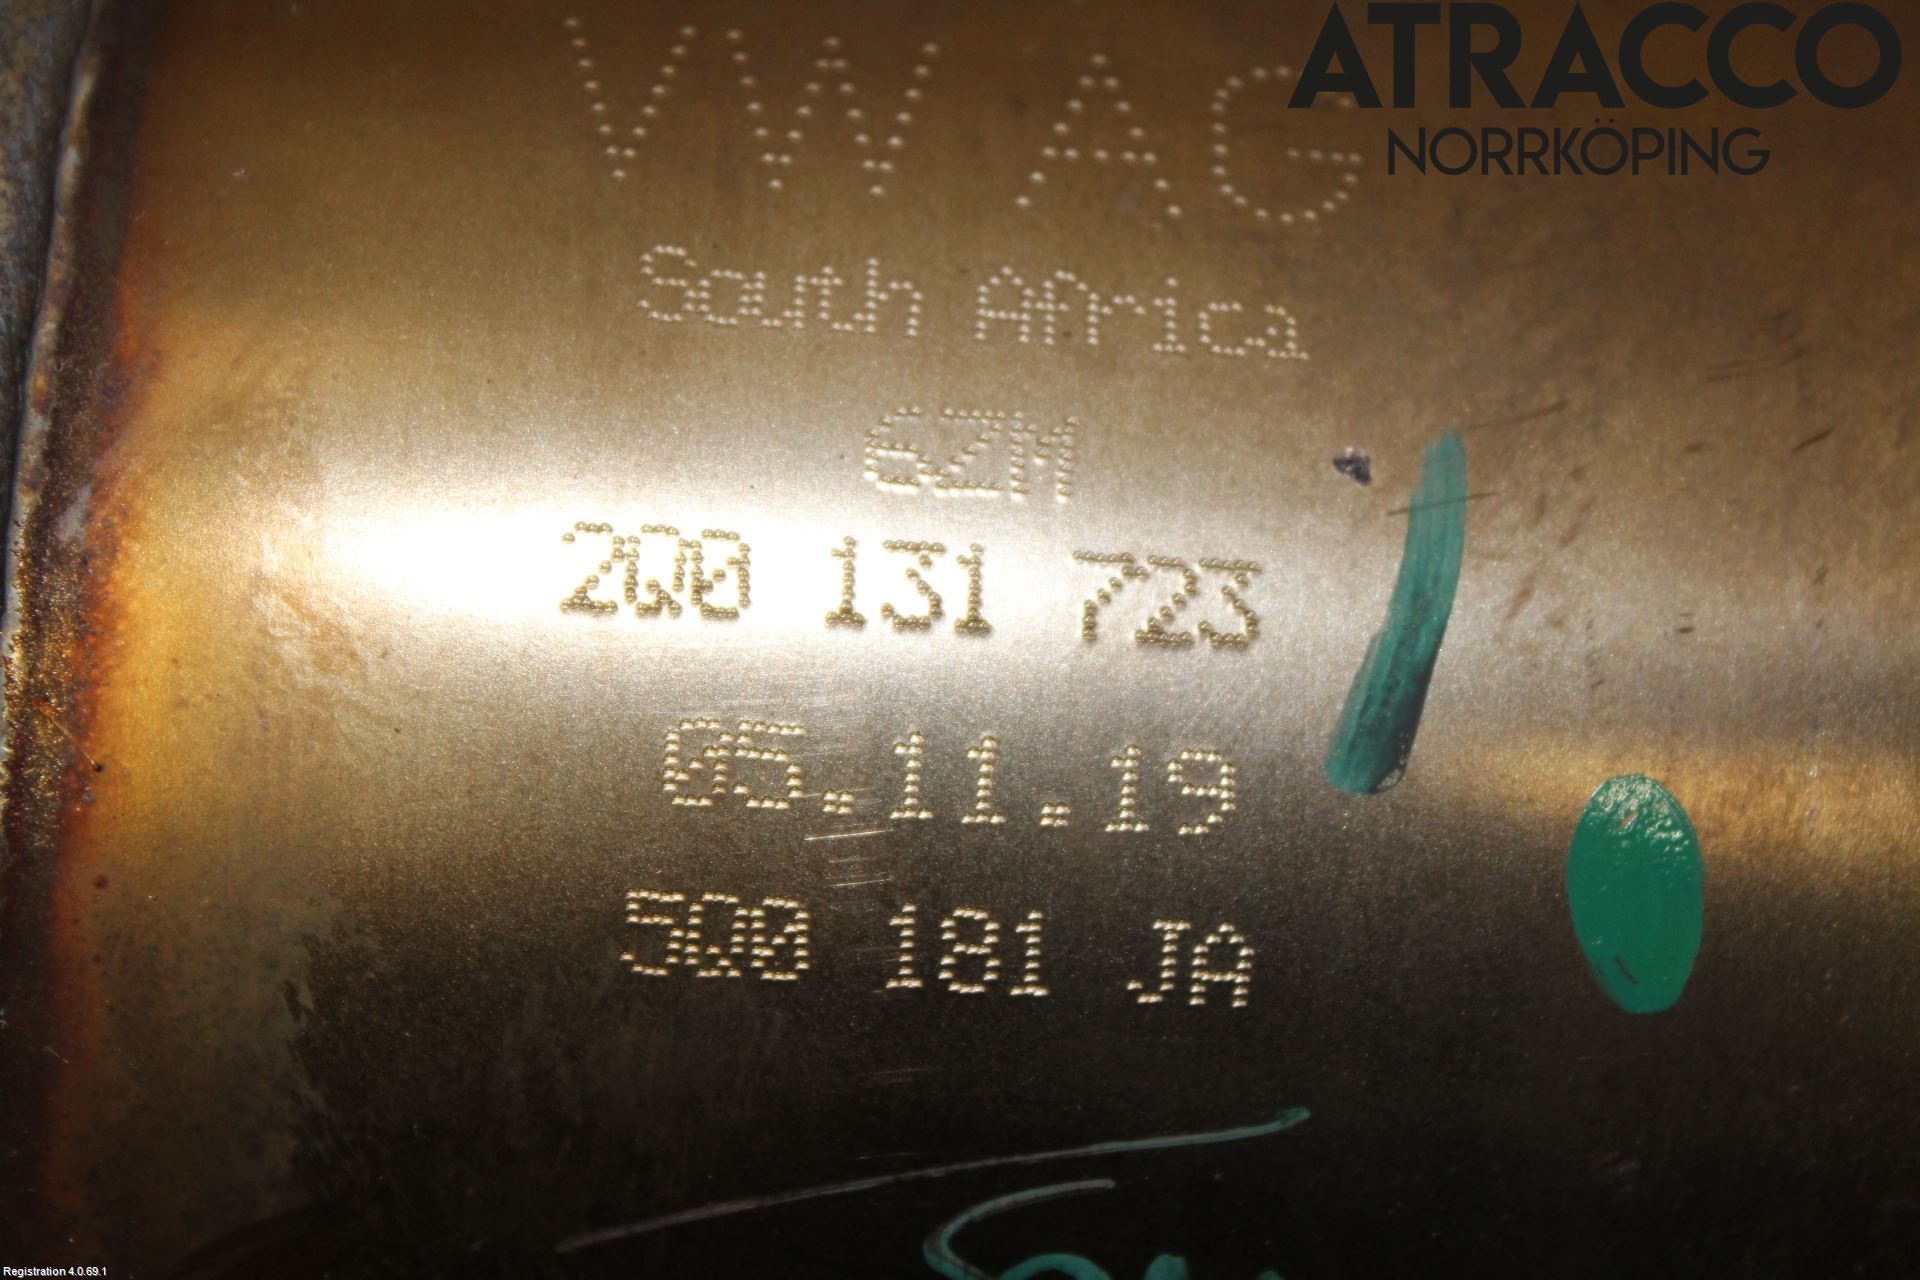 ATRACCO
NORRKÖPING
VW AG
South Africa
6ZM
2Q0 131 723
05.11.19
5Q0 181 JA
Registration 4.0.69.1